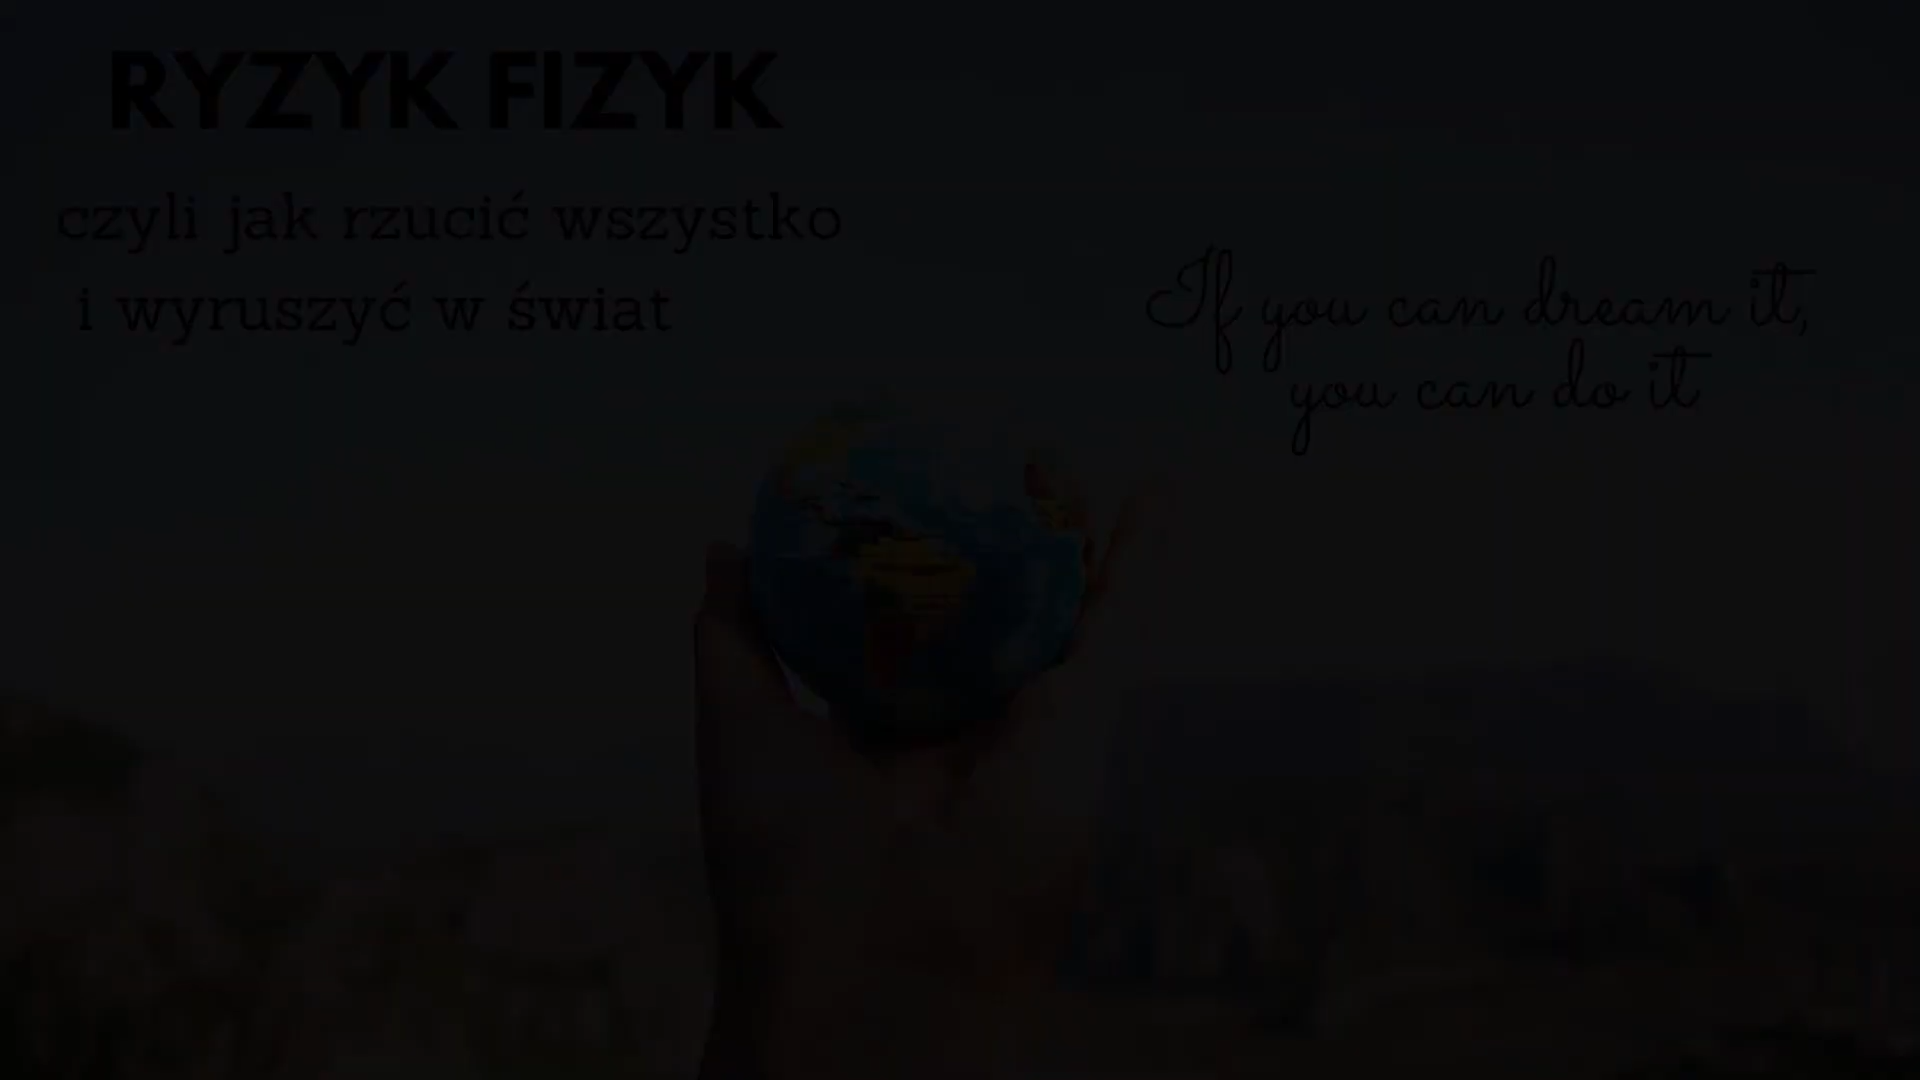 RYZYK FIZYK
czyli jak rzucić wszystko
i wyruszyć w świat
If you can dream it,
you can do it